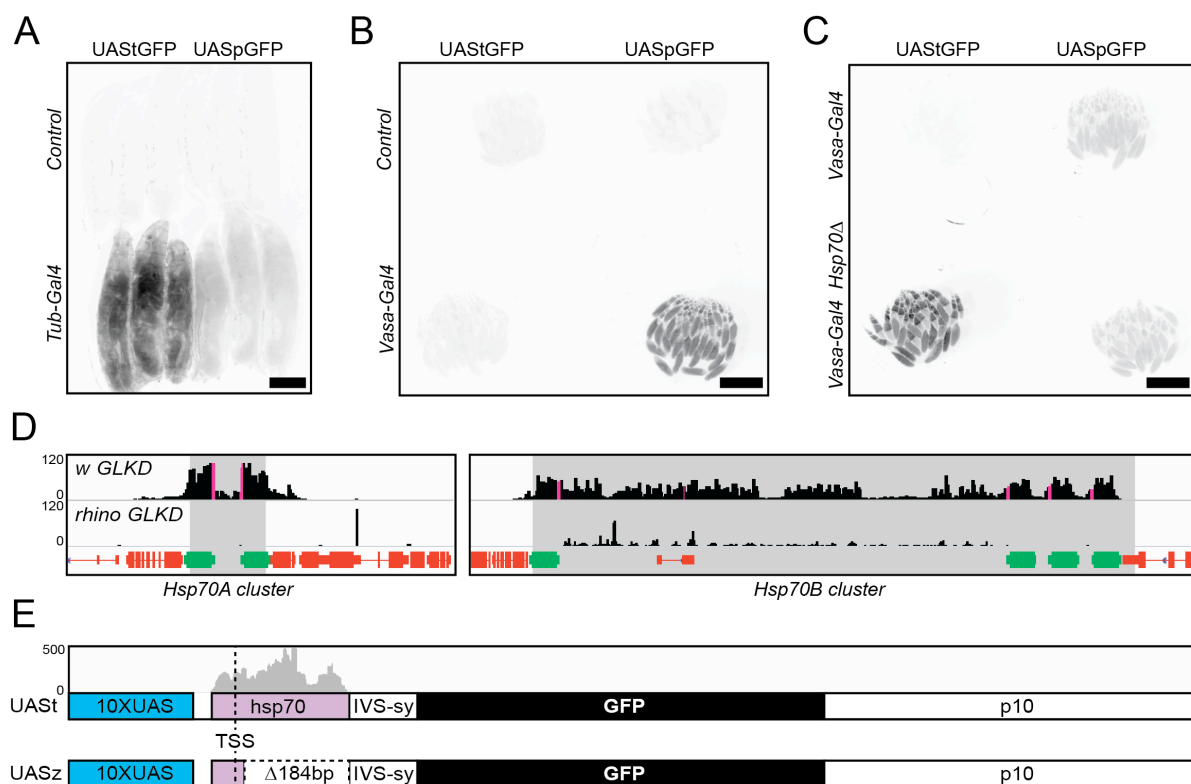 A
UAStGFP UASpGFP
Control
Tub-Gal4
B
UAStGFP UASpGFP
Control
Vasa-Gal4
C
UAStGFP UASpGFP
Vasa-Gal4
Vasa-Gal4 Hsp70Δ
D
120
0
w GLKD
120
0
rhino GLKD
Hsp70A cluster
Hsp70B cluster
E
500
0
UASt 10XUAS hsp70 IVS-sy GFP p10
TSS
UASz 10XUAS Δ184bp IVS-sy GFP p10